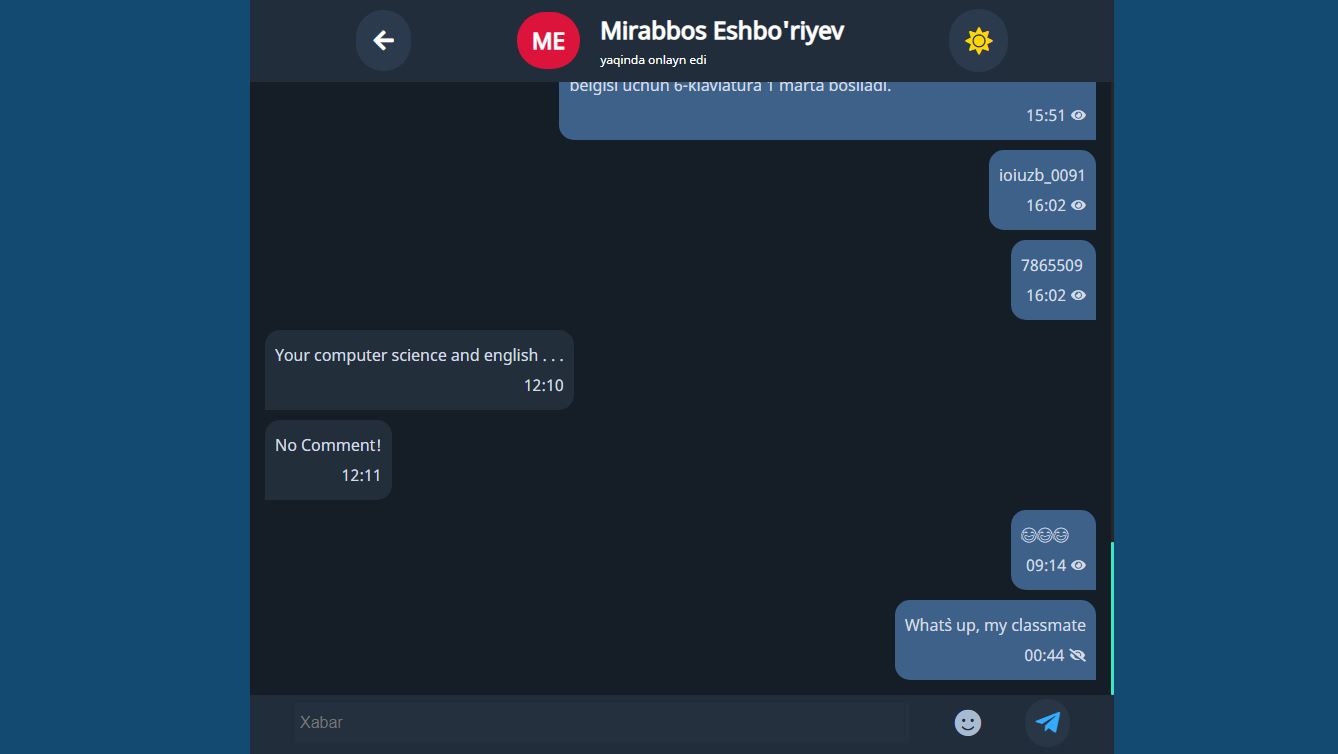 ME
Mirabbos Eshbo'riyev
yaqinda onlayn edi
belgisi uchun 6-klaviatura 1 marta bosiladi.
15:51
ioiuzb_0091
16:02
7865509
16:02
Your computer science and english . . .
12:10
No Comment!
12:11
😂😂😂
09:14
What`s up, my classmate
00:44
Xabar